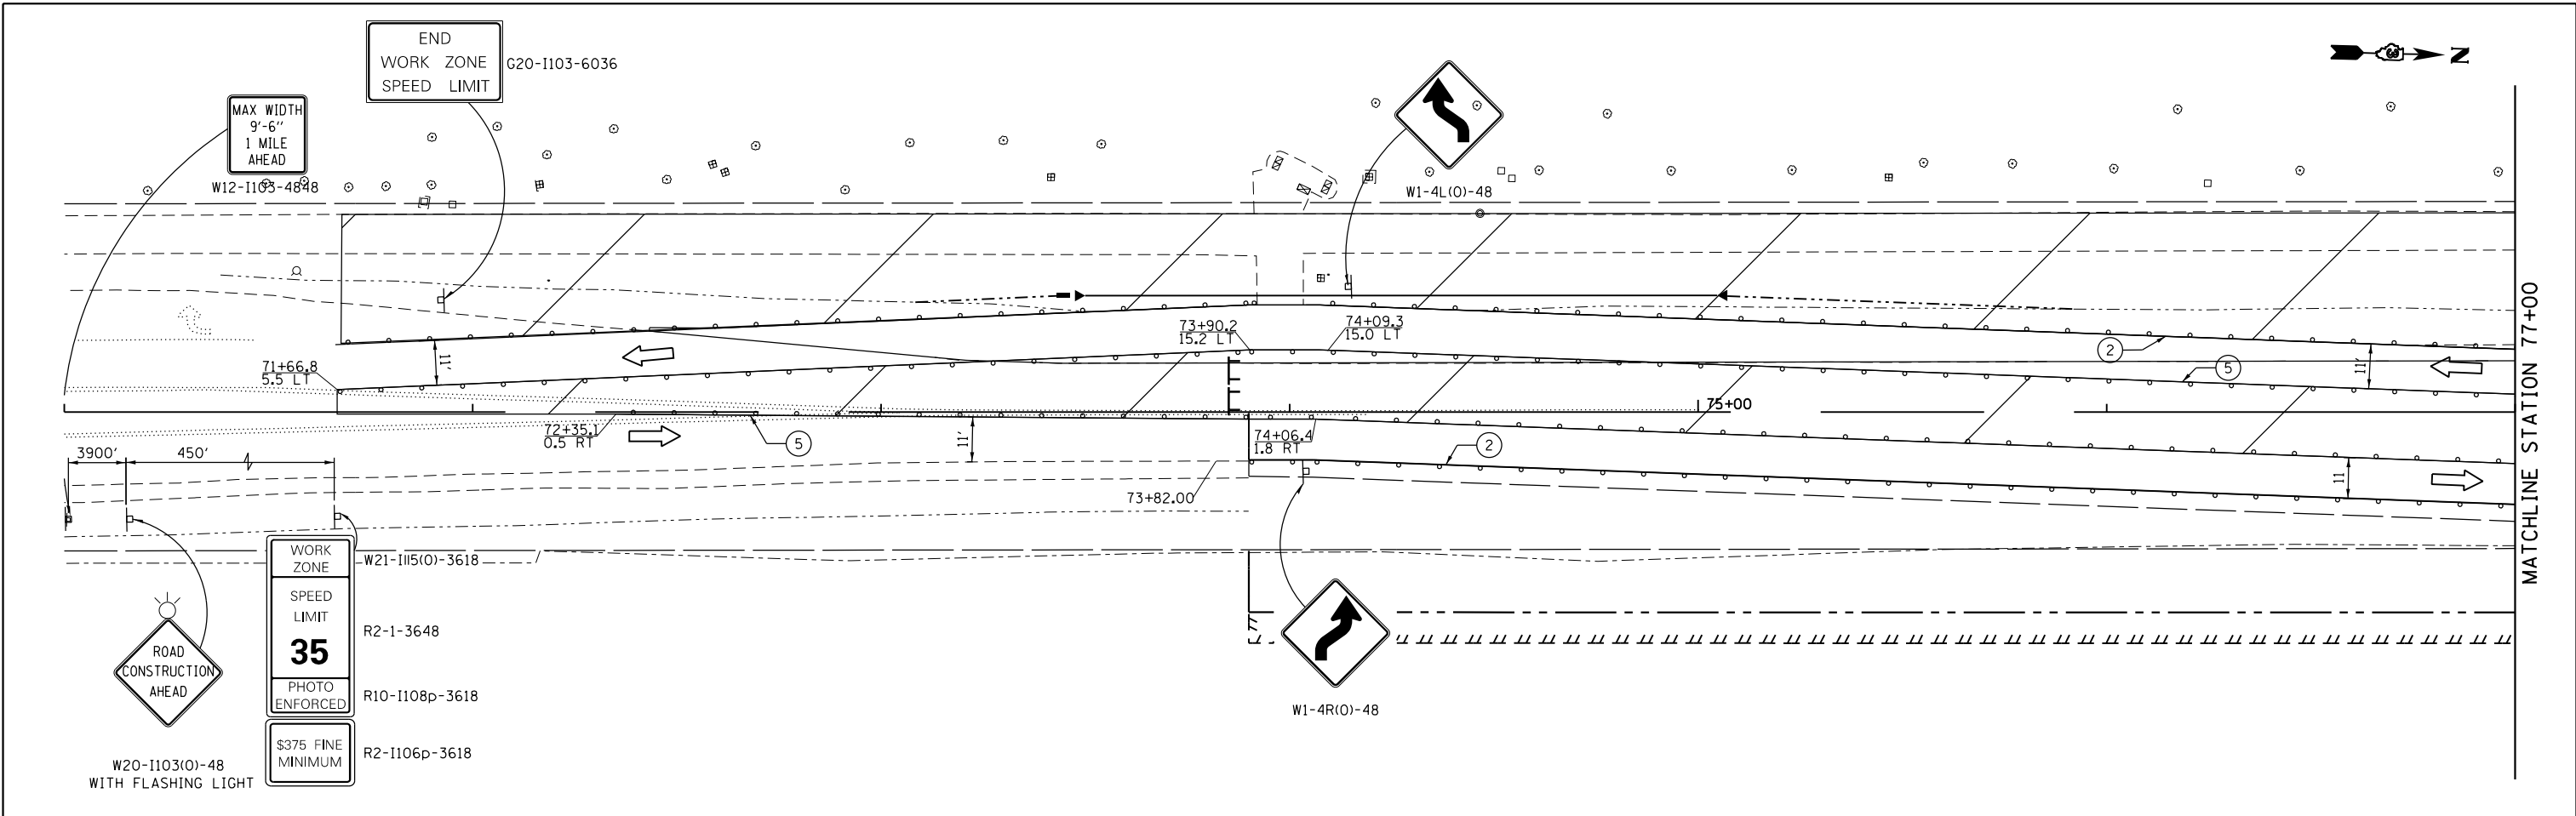 END
WORK ZONE
SPEED LIMIT
G20-I103-6036
N
MAX WIDTH
9'-6''
1 MILE
AHEAD
W12-I103-4848
W1-4L(O)-48
73+90.2
15.2 LT
74+09.3
15.0 LT
11'
71+66.8
5.5 LT
2
5
11'
75+00
72+35.1
0.5 RT
5
11'
74+06.4
1.8 RT
2
11
3900'
450'
73+82.00
MATCHLINE STATION 77+00
WORK
ZONE
W21-I115(O)-3618
SPEED
LIMIT
35
R2-1-3648
PHOTO
ENFORCED
R10-I108p-3618
$375 FINE
MINIMUM
R2-I106p-3618
ROAD
CONSTRUCTION
AHEAD
W20-I103(O)-48
WITH FLASHING LIGHT
W1-4R(O)-48